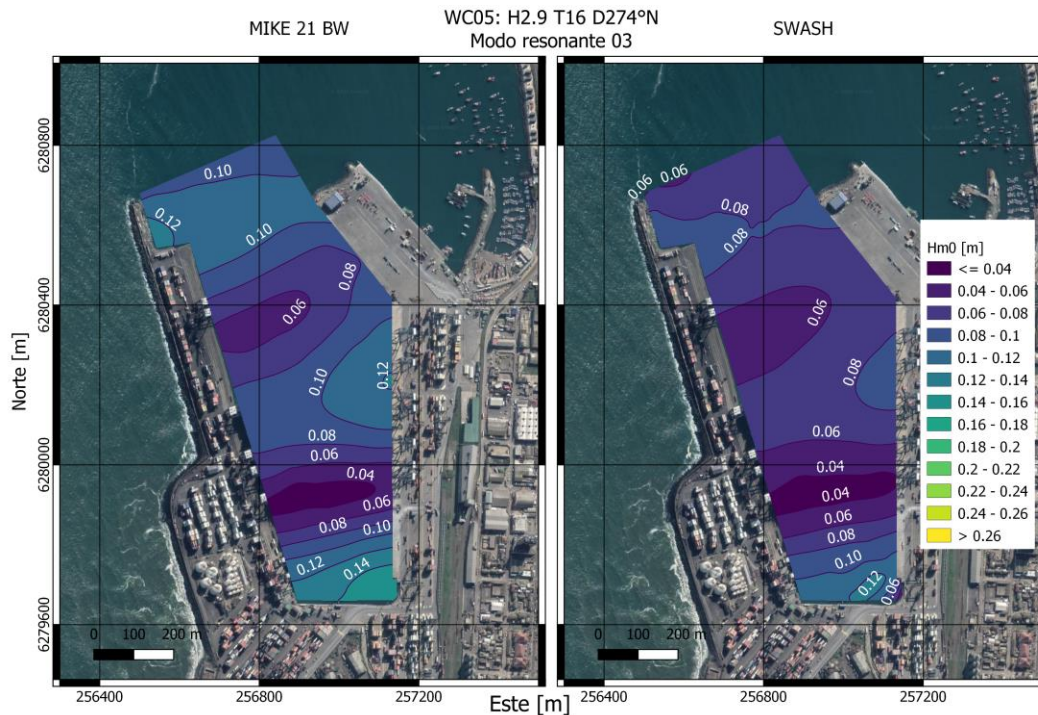 WC05: H2.9 T16 D274°N
MIKE 21 BW
SWASH
Modo resonante 03
Norte [m]
6280800
6280400
6280000
6279600
0.10
0.12
0.10
0.08
0.06
0.12
0.10
0.08
0.06
0.04
0.06
0.08
0.10
0.12
0.14
0 100 200 m
256400
256800
257200
0.06
0.06
0.08
0.08
0.06
0.08
0.06
0.04
0.04
0.06
0.08
0.10
0.12
0.06
0 100 200 m
256400
256800
257200
Este [m]
Hm0 [m]
<= 0.04
0.04 - 0.06
0.06 - 0.08
0.08 - 0.1
0.1 - 0.12
0.12 - 0.14
0.14 - 0.16
0.16 - 0.18
0.18 - 0.2
0.2 - 0.22
0.22 - 0.24
0.24 - 0.26
> 0.26